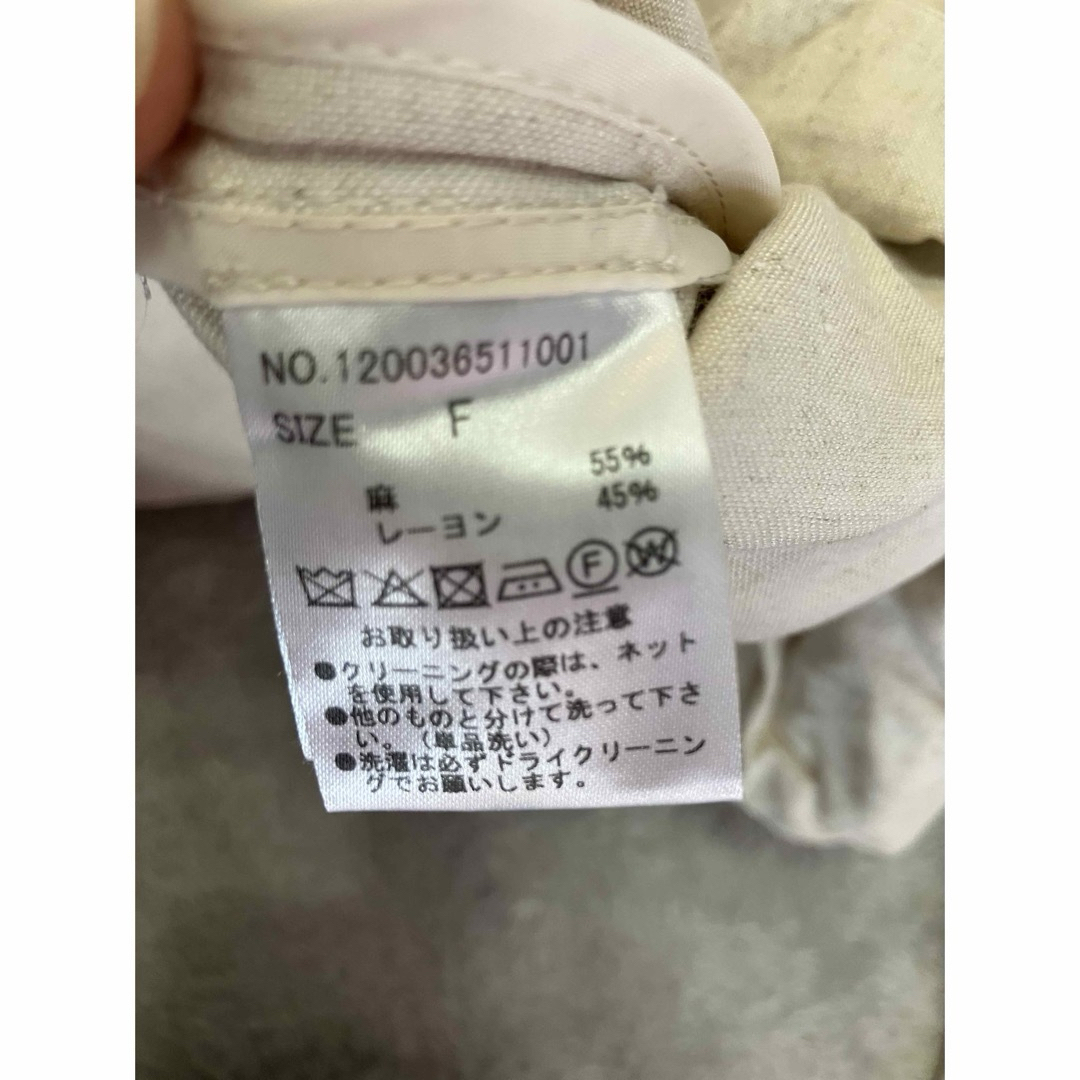 NO.120036511001
SIZE F
麻 55%
レーヨン 45%
F W
お取り扱い上の注意
●クリーニングの際は、ネット
を使用して下さい。
●他のものと分けて洗って下さ
い。(単品洗い)
●洗濯は必ずドライクリーニン
グでお願いします。